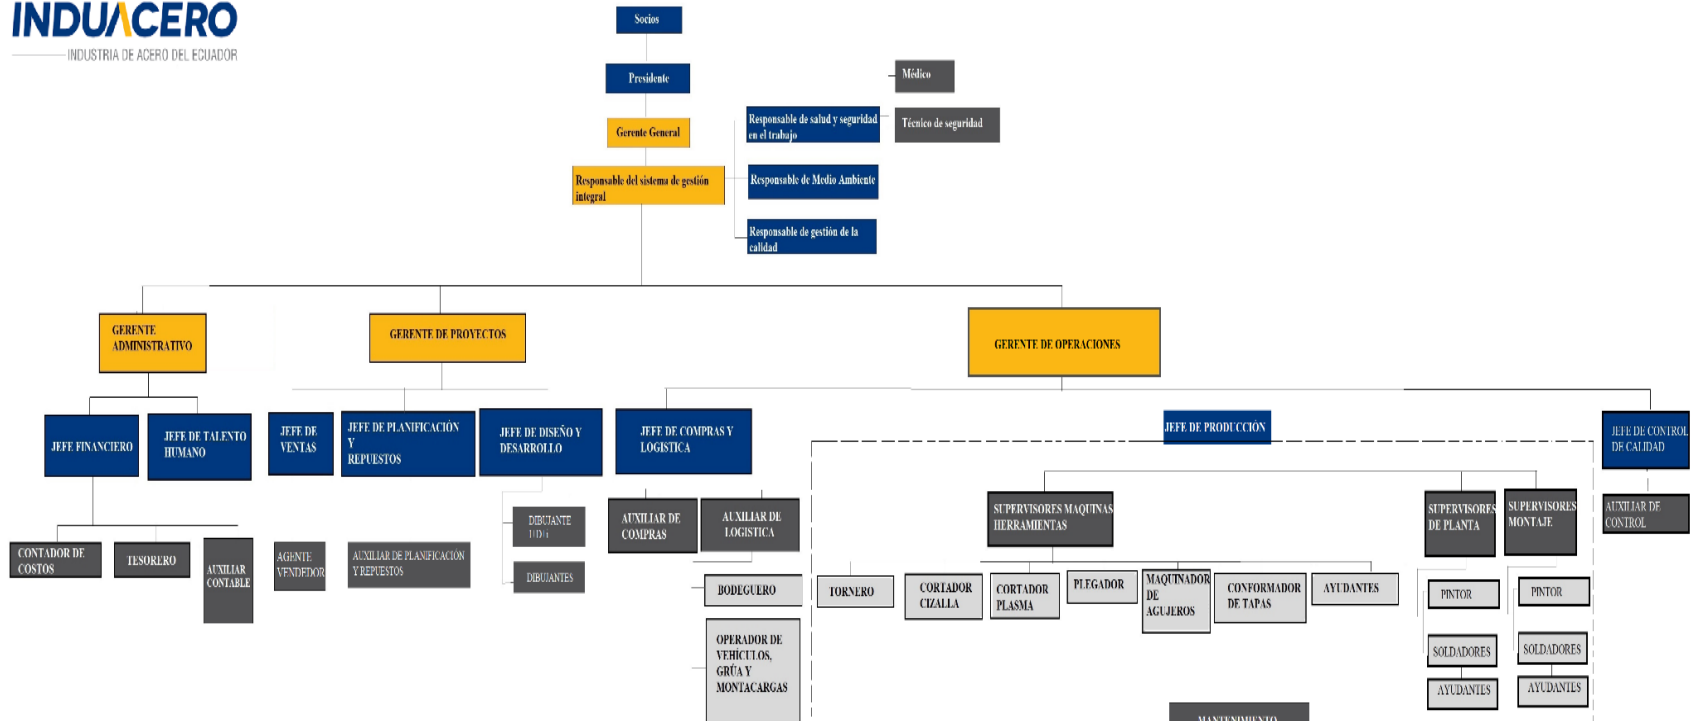 INDUACERO
INDUSTRIA DE ACERO DEL ECUADOR
Socios
Presidente
Gerente General
Responsable del sistema de gestión
integral
Médico
Responsable de salud y seguridad
en el trabajo
Técnico de seguridad
Responsable de Medio Ambiente
Responsable de gestión de la
calidad
GERENTE
ADMINISTRATIVO
GERENTE DE PROYECTOS
GERENTE DE OPERACIONES
JEFE FINANCIERO
JEFE DE TALENTO
HUMANO
JEFE DE
VENTAS
JEFE DE PLANIFICACIÓN
Y
REPUESTOS
JEFE DE DISEÑO Y
DESARROLLO
JEFE DE COMPRAS Y
LOGISTICA
JEFE DE PRODUCCIÓN
JEFE DE CONTROL
DE CALIDAD
CONTADOR DE
COSTOS
TESORERO
AUXILIAR
CONTABLE
AGENTE
VENDEDOR
AUXILIAR DE PLANIFICACIÓN
Y REPUESTOS
DIBUJANTE
DIBUJANTES
AUXILIAR DE
COMPRAS
AUXILIAR DE
LOGISTICA
BODEGUERO
OPERADOR DE
VEHÍCULOS,
GRÚA Y
MONTACARGAS
SUPERVISORES MAQUINAS
HERRAMIENTAS
SUPERVISORES
DE PLANTA
SUPERVISORES
MONTAJE
AUXILIAR DE
CONTROL
TORNERO
CORTADOR
CIZALLA
CORTADOR
PLASMA
PLEGADOR
MAQUINADOR
DE
AGUJEROS
CONFORMADOR
DE TAPAS
AYUDANTES
PINTOR
SOLDADORES
AYUDANTES
PINTOR
SOLDADORES
AYUDANTES
MANTENIMIENTO